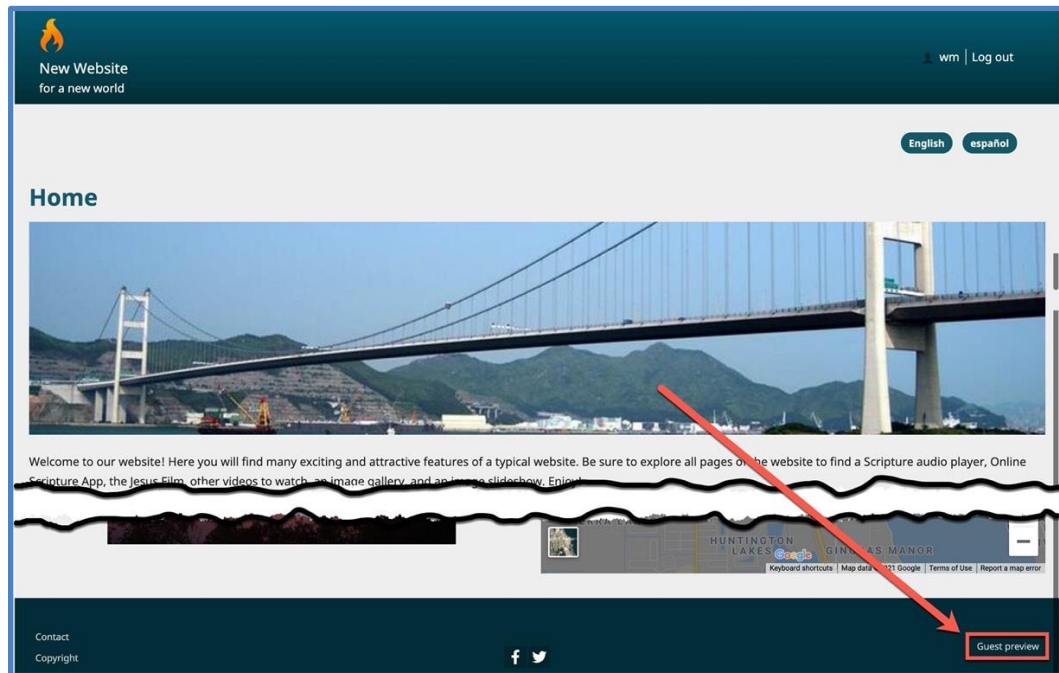 New Website
for a new world
wm | Log out
English español
Home
Welcome to our website! Here you will find many exciting and attractive features of a typical website. Be sure to explore all pages of the website to find a Scripture audio player, Online
Scripture App, the Jesus Film, other videos to watch, an image gallery, and an image slideshow. Enjoy!
HUNTINGTON
LAKES
GINGRAS MANOR
Google
Keyboard shortcuts Map data ©2021 Google Terms of Use Report a map error
Contact
Copyright
Guest preview